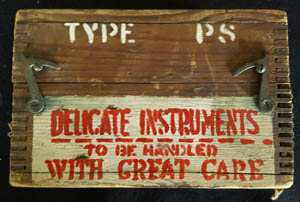 TYPE PS
DELICATE INSTRUMENTS
TO BE HANDLED
WITH GREAT CARE